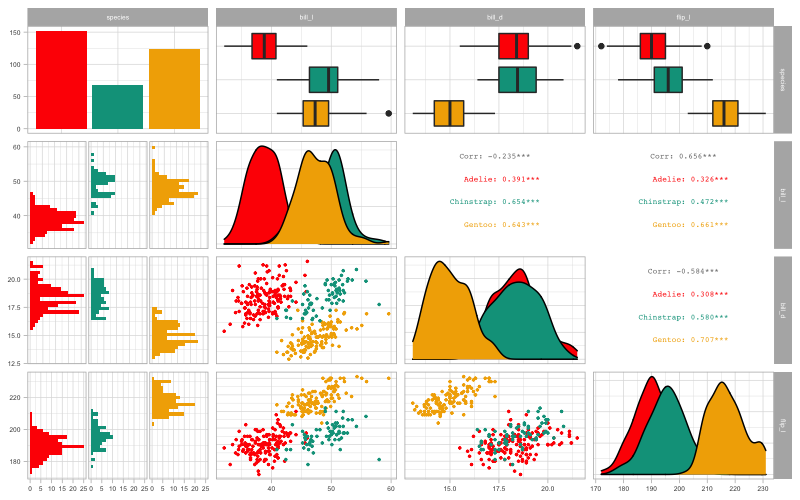 species bill_l bill_d flip_l
150
100
50
0
species
60
50
40
Corr: -0.235***
Adelie: 0.391***
Chinstrap: 0.654***
Gentoo: 0.643***
Corr: 0.656***
Adelie: 0.326***
Chinstrap: 0.472***
Gentoo: 0.661***
bill_l
20.0
17.5
15.0
12.5
Corr: -0.584***
Adelie: 0.308***
Chinstrap: 0.580***
Gentoo: 0.707***
bill_d
220
200
180
flip_l
0 5 10 15 20 25 0 5 10 15 20 25 0 5 10 15 20 25
40 50 60
15.0 17.5 20.0
170 180 190 200 210 220 230